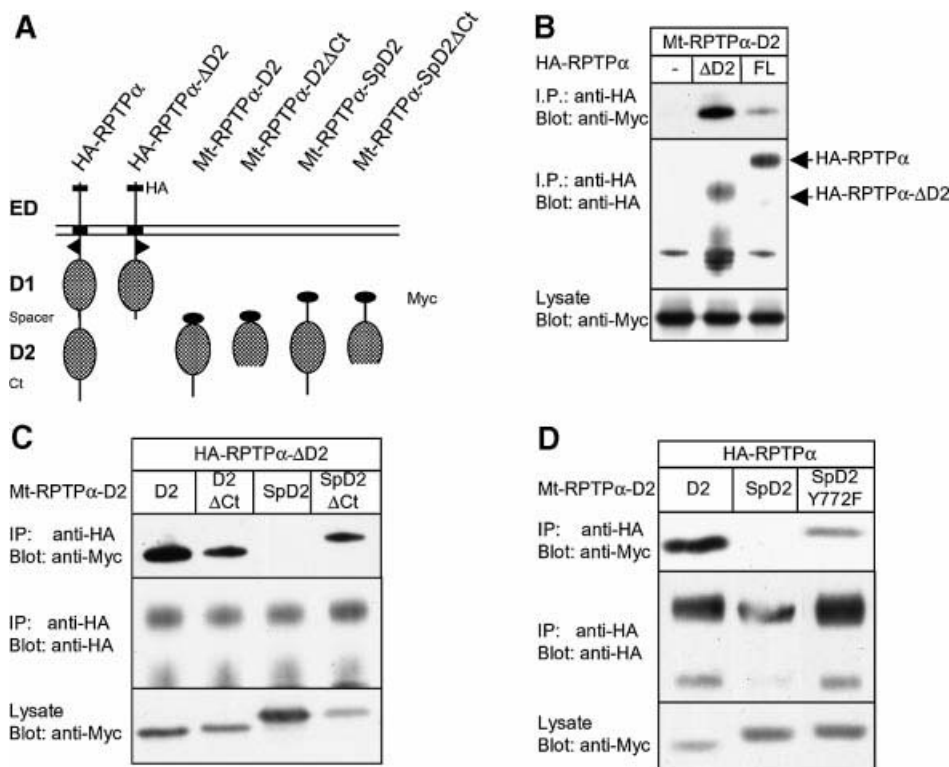 A
HA-RPTPα
HA-RPTPα-ΔD2
Mt-RPTPα-D2
Mt-RPTPα-D2ΔCt
Mt-RPTPα-SpD2
Mt-RPTPα-SpD2ΔCt
HA
ED
D1
Spacer
Myc
D2
Ct
B
Mt-RPTPα-D2
HA-RPTPα - ΔD2 FL
I.P.: anti-HA
Blot: anti-Myc
HA-RPTPα
I.P.: anti-HA
Blot: anti-HA
HA-RPTPα-ΔD2
Lysate
Blot: anti-Myc
C
HA-RPTPα-ΔD2
Mt-RPTPα-D2 D2 D2 ΔCt SpD2 SpD2 ΔCt
IP: anti-HA
Blot: anti-Myc
IP: anti-HA
Blot: anti-HA
Lysate
Blot: anti-Myc
D
HA-RPTPα
Mt-RPTPα-D2 D2 SpD2 SpD2 Y772F
IP: anti-HA
Blot: anti-Myc
IP: anti-HA
Blot: anti-HA
Lysate
Blot: anti-Myc